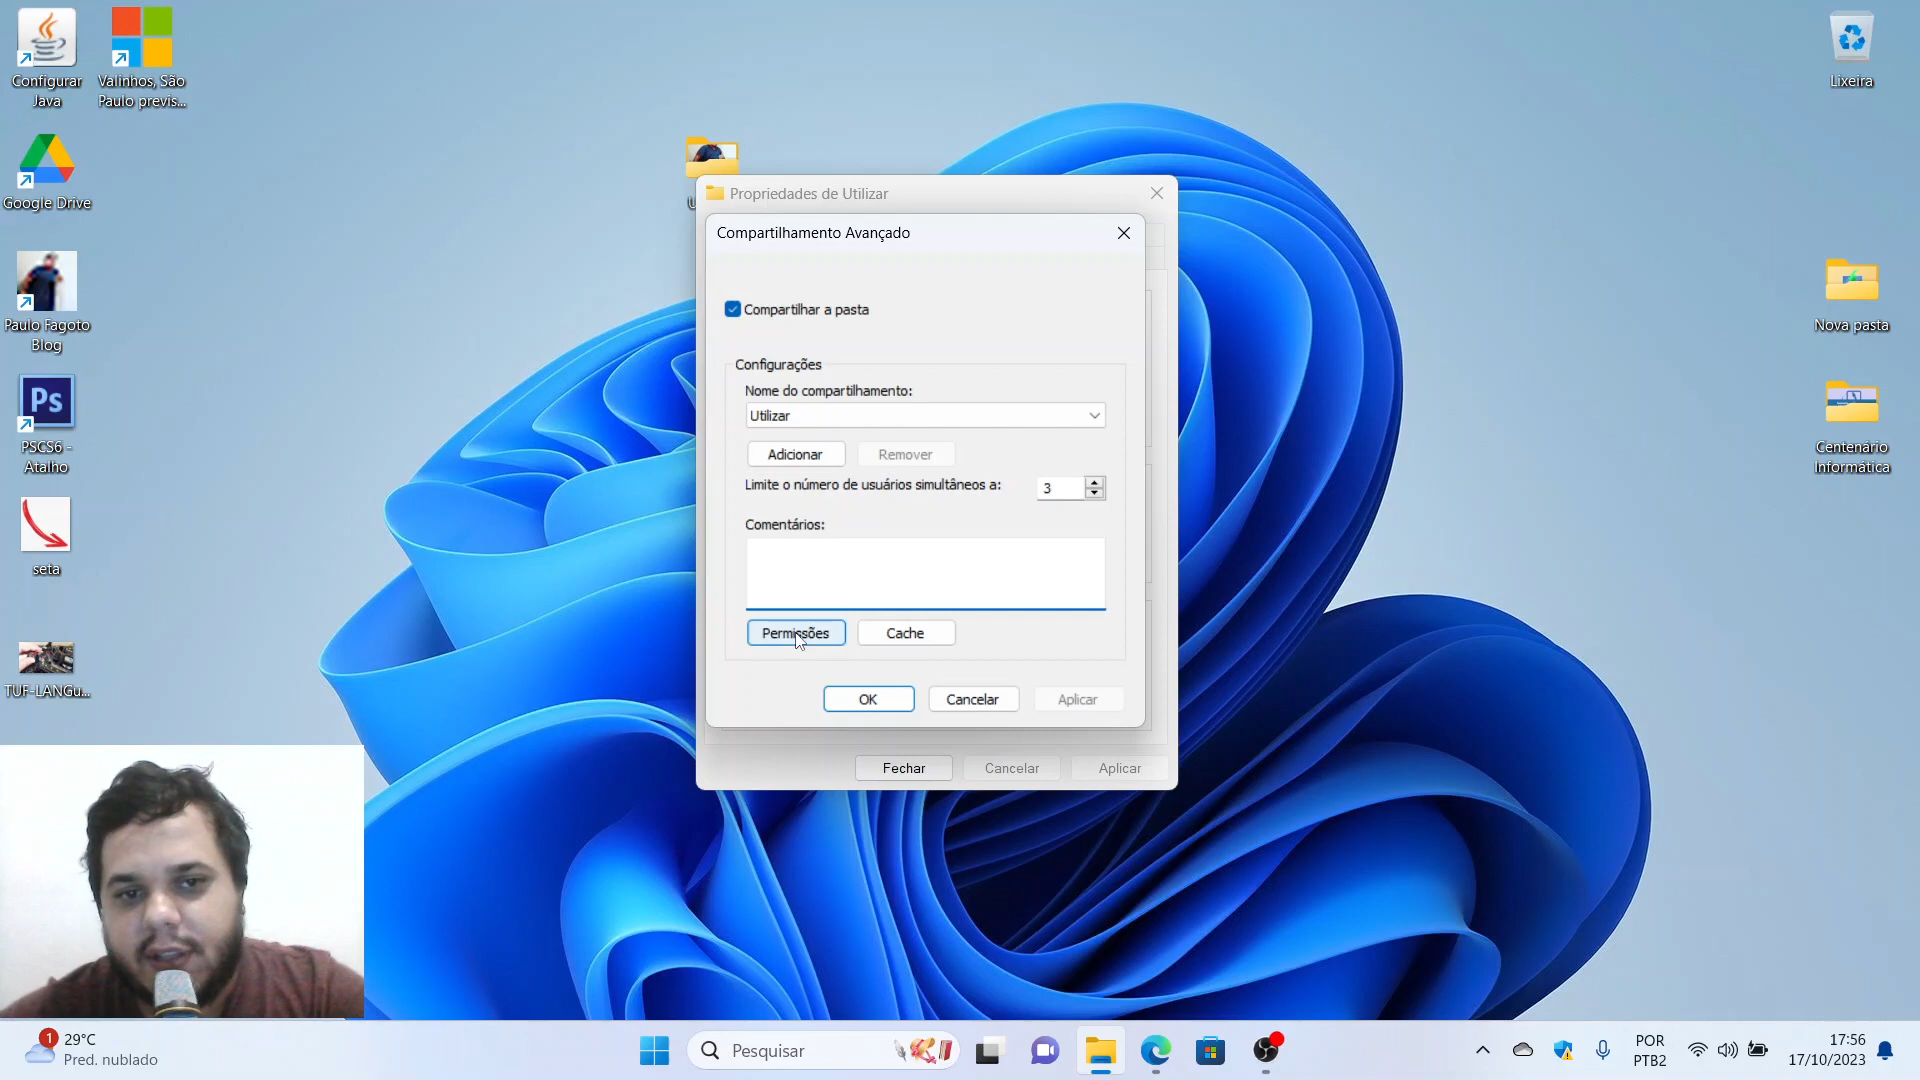 Configurar
Java
Valinhos, São
Paulo previs...
Google Drive
Paulo Fagoto
Blog
Ps
PSCS6 -
Atalho
seta
TUF-LANGu...
Lixeira
Nova pasta
Centenário
Informática
Propriedades de Utilizar
Compartilhamento Avançado
Compartilhar a pasta
Configurações
Nome do compartilhamento:
Utilizar
Adicionar
Remover
Limite o número de usuários simultâneos a:
3
Comentários:
Permissões
Cache
OK
Cancelar
Aplicar
Fechar
Cancelar
Aplicar
1
29°C
Pred. nublado
Pesquisar
POR
PTB2
17:56
17/10/2023